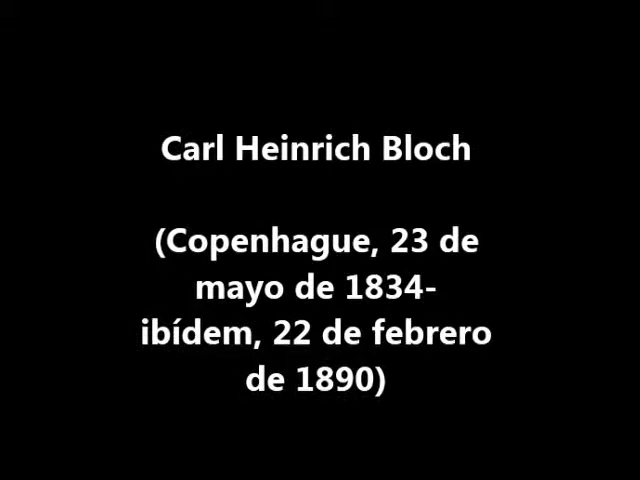 Carl Heinrich Bloch
(Copenhague, 23 de
mayo de 1834-
ibídem, 22 de febrero
de 1890)